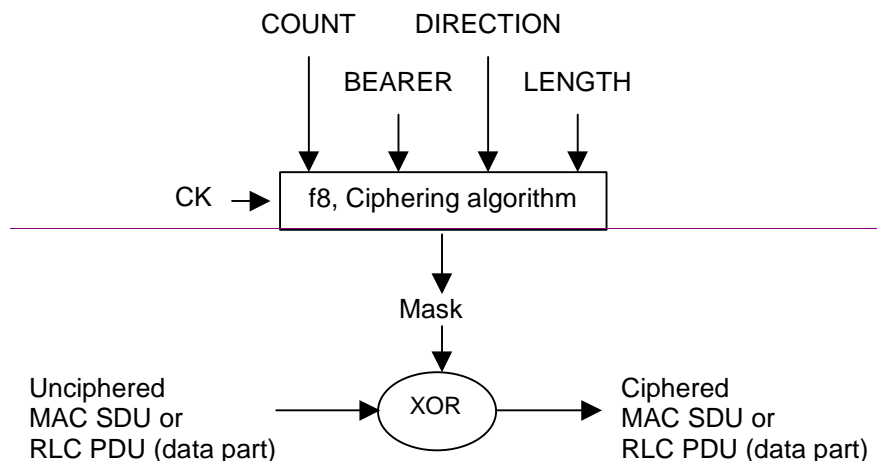 COUNT DIRECTION
BEARER LENGTH
CK f8, Ciphering algorithm
Mask
Unciphered
MAC SDU or
RLC PDU (data part)
XOR
Ciphered
MAC SDU or
RLC PDU (data part)